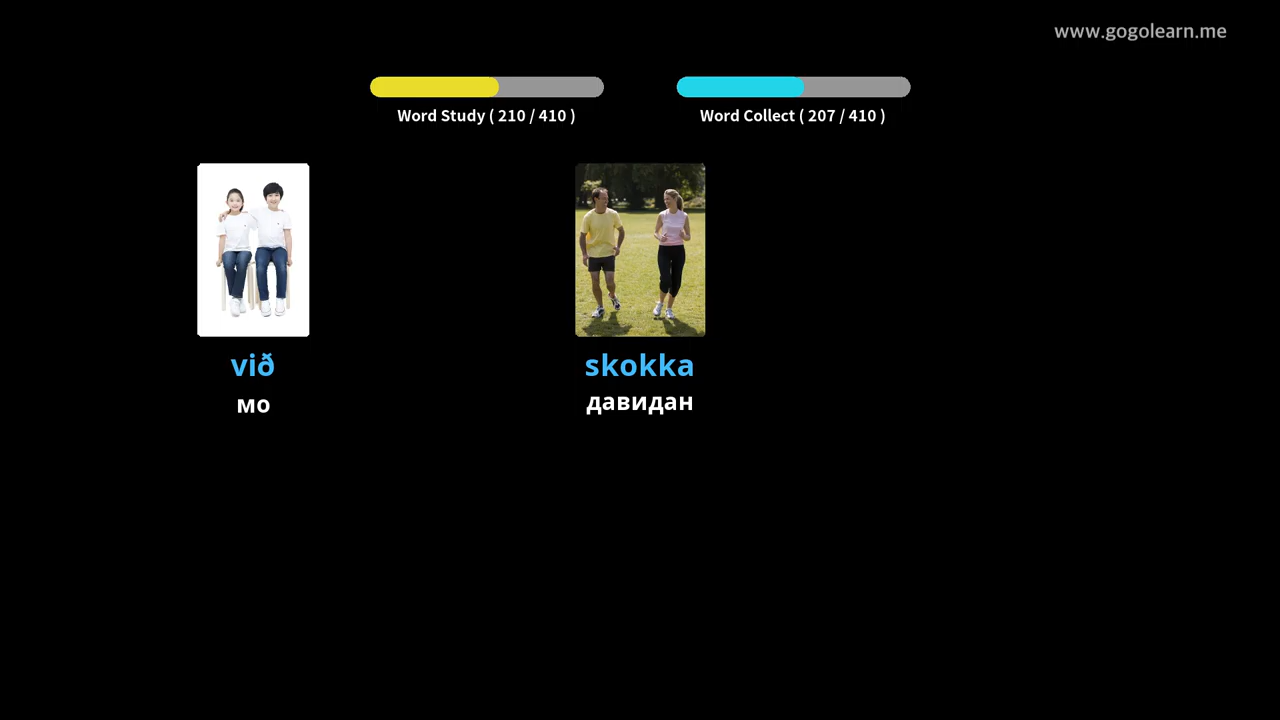 www.gogolearn.me
Word Study ( 210 / 410 )
Word Collect ( 207 / 410 )
við
мо
skokka
давидан